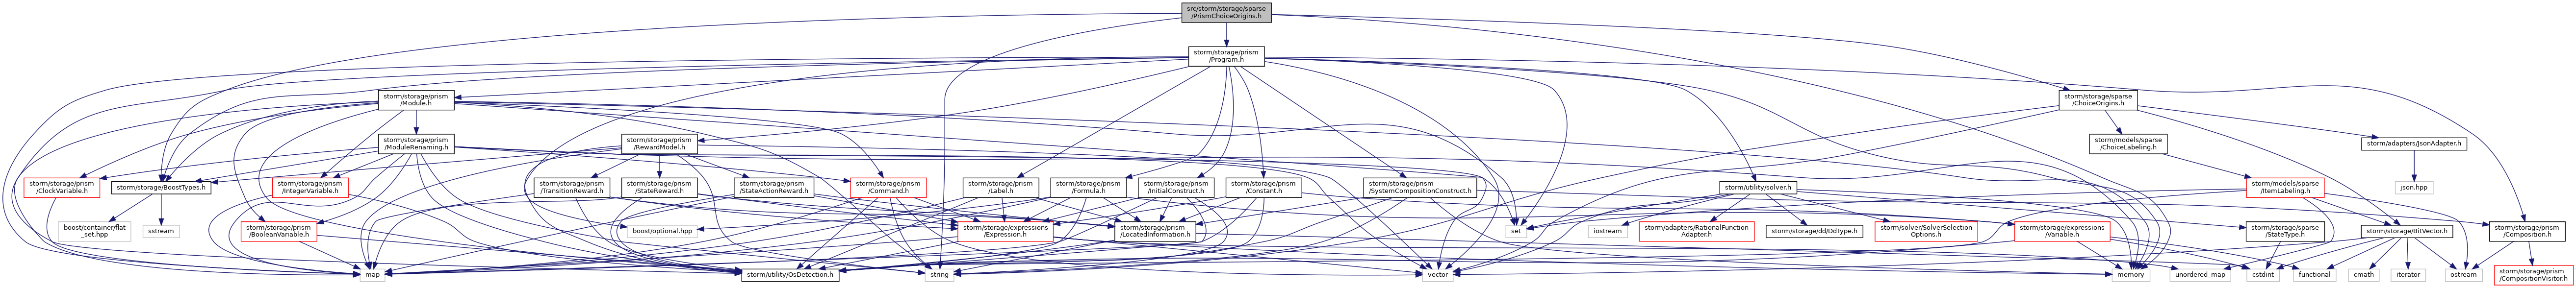 src/storm/storage/sparse
/PrismChoiceOrigins.h
storm/storage/prism
/Program.h
storm/storage/prism
/Module.h
storm/storage/sparse
/ChoiceOrigins.h
storm/storage/prism
/ModuleRenaming.h
storm/storage/prism
/RewardModel.h
storm/models/sparse
/ChoiceLabeling.h
storm/adapters/JsonAdapter.h
storm/storage/prism
/ClockVariable.h
storm/storage/BoostTypes.h
storm/storage/prism
/IntegerVariable.h
storm/storage/prism
/TransitionReward.h
storm/storage/prism
/StateReward.h
storm/storage/prism
/StateActionReward.h
storm/storage/prism
/Command.h
storm/storage/prism
/Label.h
storm/storage/prism
/Formula.h
storm/storage/prism
/InitialConstruct.h
storm/storage/prism
/Constant.h
storm/storage/prism
/SystemCompositionConstruct.h
storm/utility/solver.h
storm/models/sparse
/ItemLabeling.h
json.hpp
boost/container/flat
_set.hpp
sstream
storm/storage/prism
/BooleanVariable.h
boost/optional.hpp
storm/storage/expressions
/Expression.h
storm/storage/prism
/LocatedInformation.h
set
iostream
storm/adapters/RationalFunction
Adapter.h
storm/storage/dd/DdType.h
storm/solver/SolverSelection
Options.h
storm/storage/expressions
/Variable.h
storm/storage/sparse
/StateType.h
storm/storage/BitVector.h
storm/storage/prism
/Composition.h
map
storm/utility/OsDetection.h
string
vector
memory
unordered_map
cstdint
functional
cmath
iterator
ostream
storm/storage/prism
/CompositionVisitor.h